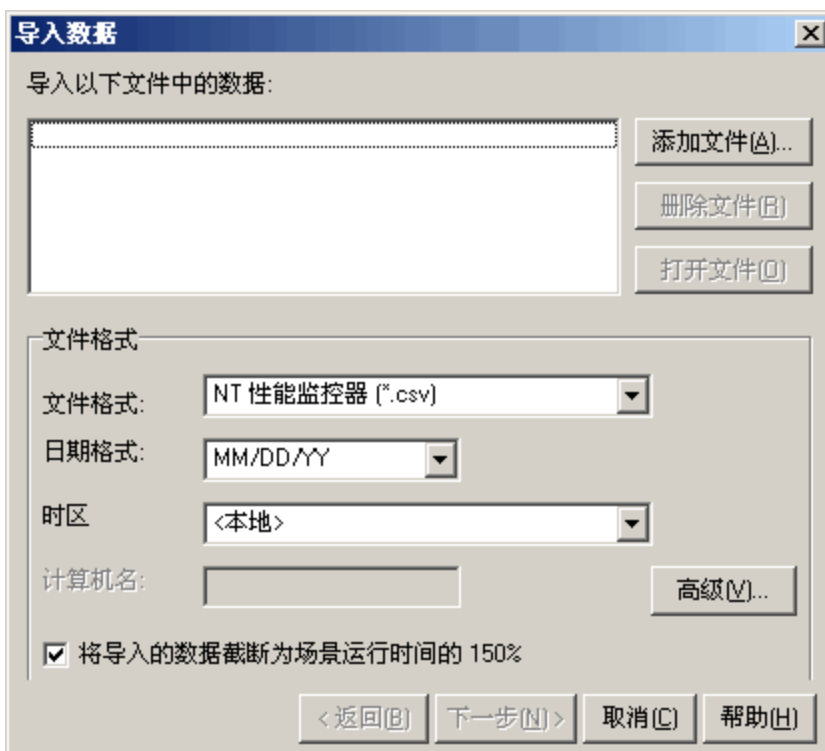 导入数据
导入以下文件中的数据:
添加文件(A)...
删除文件(R)
打开文件(O)
文件格式
文件格式: NT 性能监控器 (*.csv)
日期格式: MM/DD/YY
时区 <本地>
计算机名:
高级(V)...
将导入的数据截断为场景运行时间的 150%
<返回(B) 下一步(N)> 取消(C) 帮助(H)